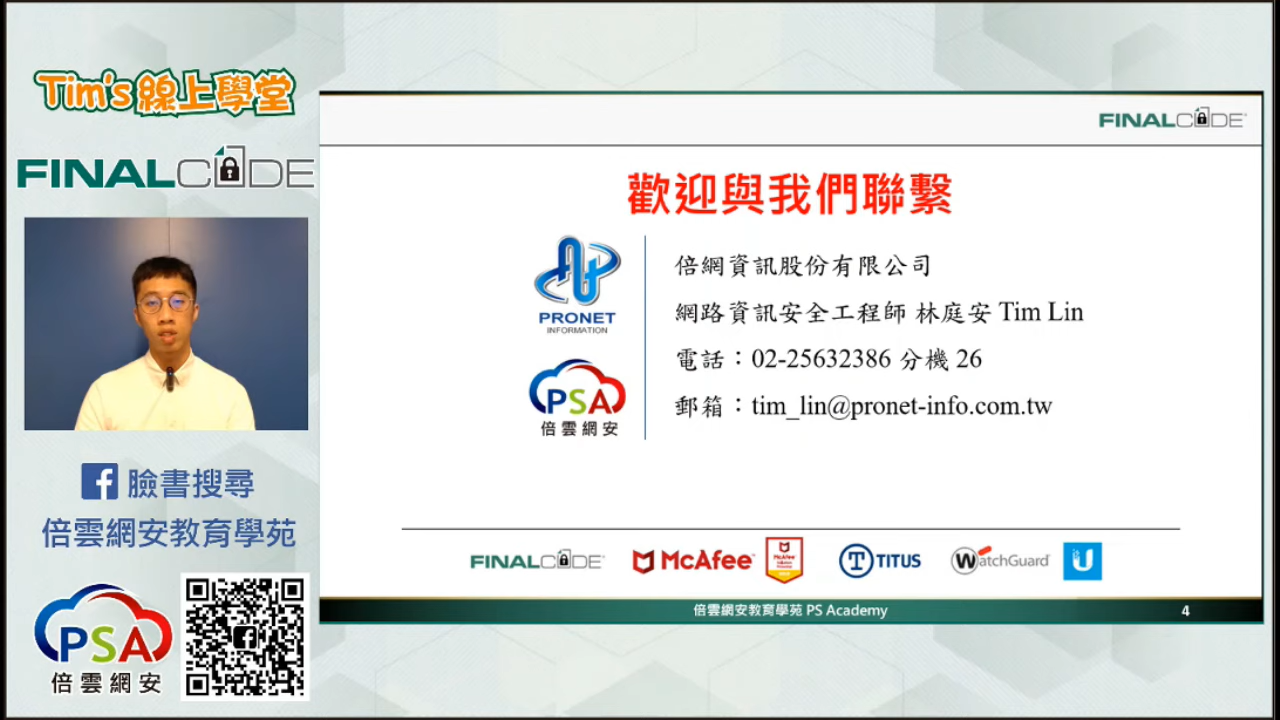 Tim's線上學堂
FINALCODE
臉書搜尋
倍雲網安教育學苑
PSA
倍雲網安
FINALCODE
歡迎與我們聯繫
PRONET
INFORMATION
PSA
倍雲網安
倍網資訊股份有限公司
網路資訊安全工程師 林庭安 Tim Lin
電話：02-25632386 分機 26
郵箱：tim_lin@pronet-info.com.tw
FINALCODE McAfee TITUS WatchGuard U
倍雲網安教育學苑 PS Academy 4